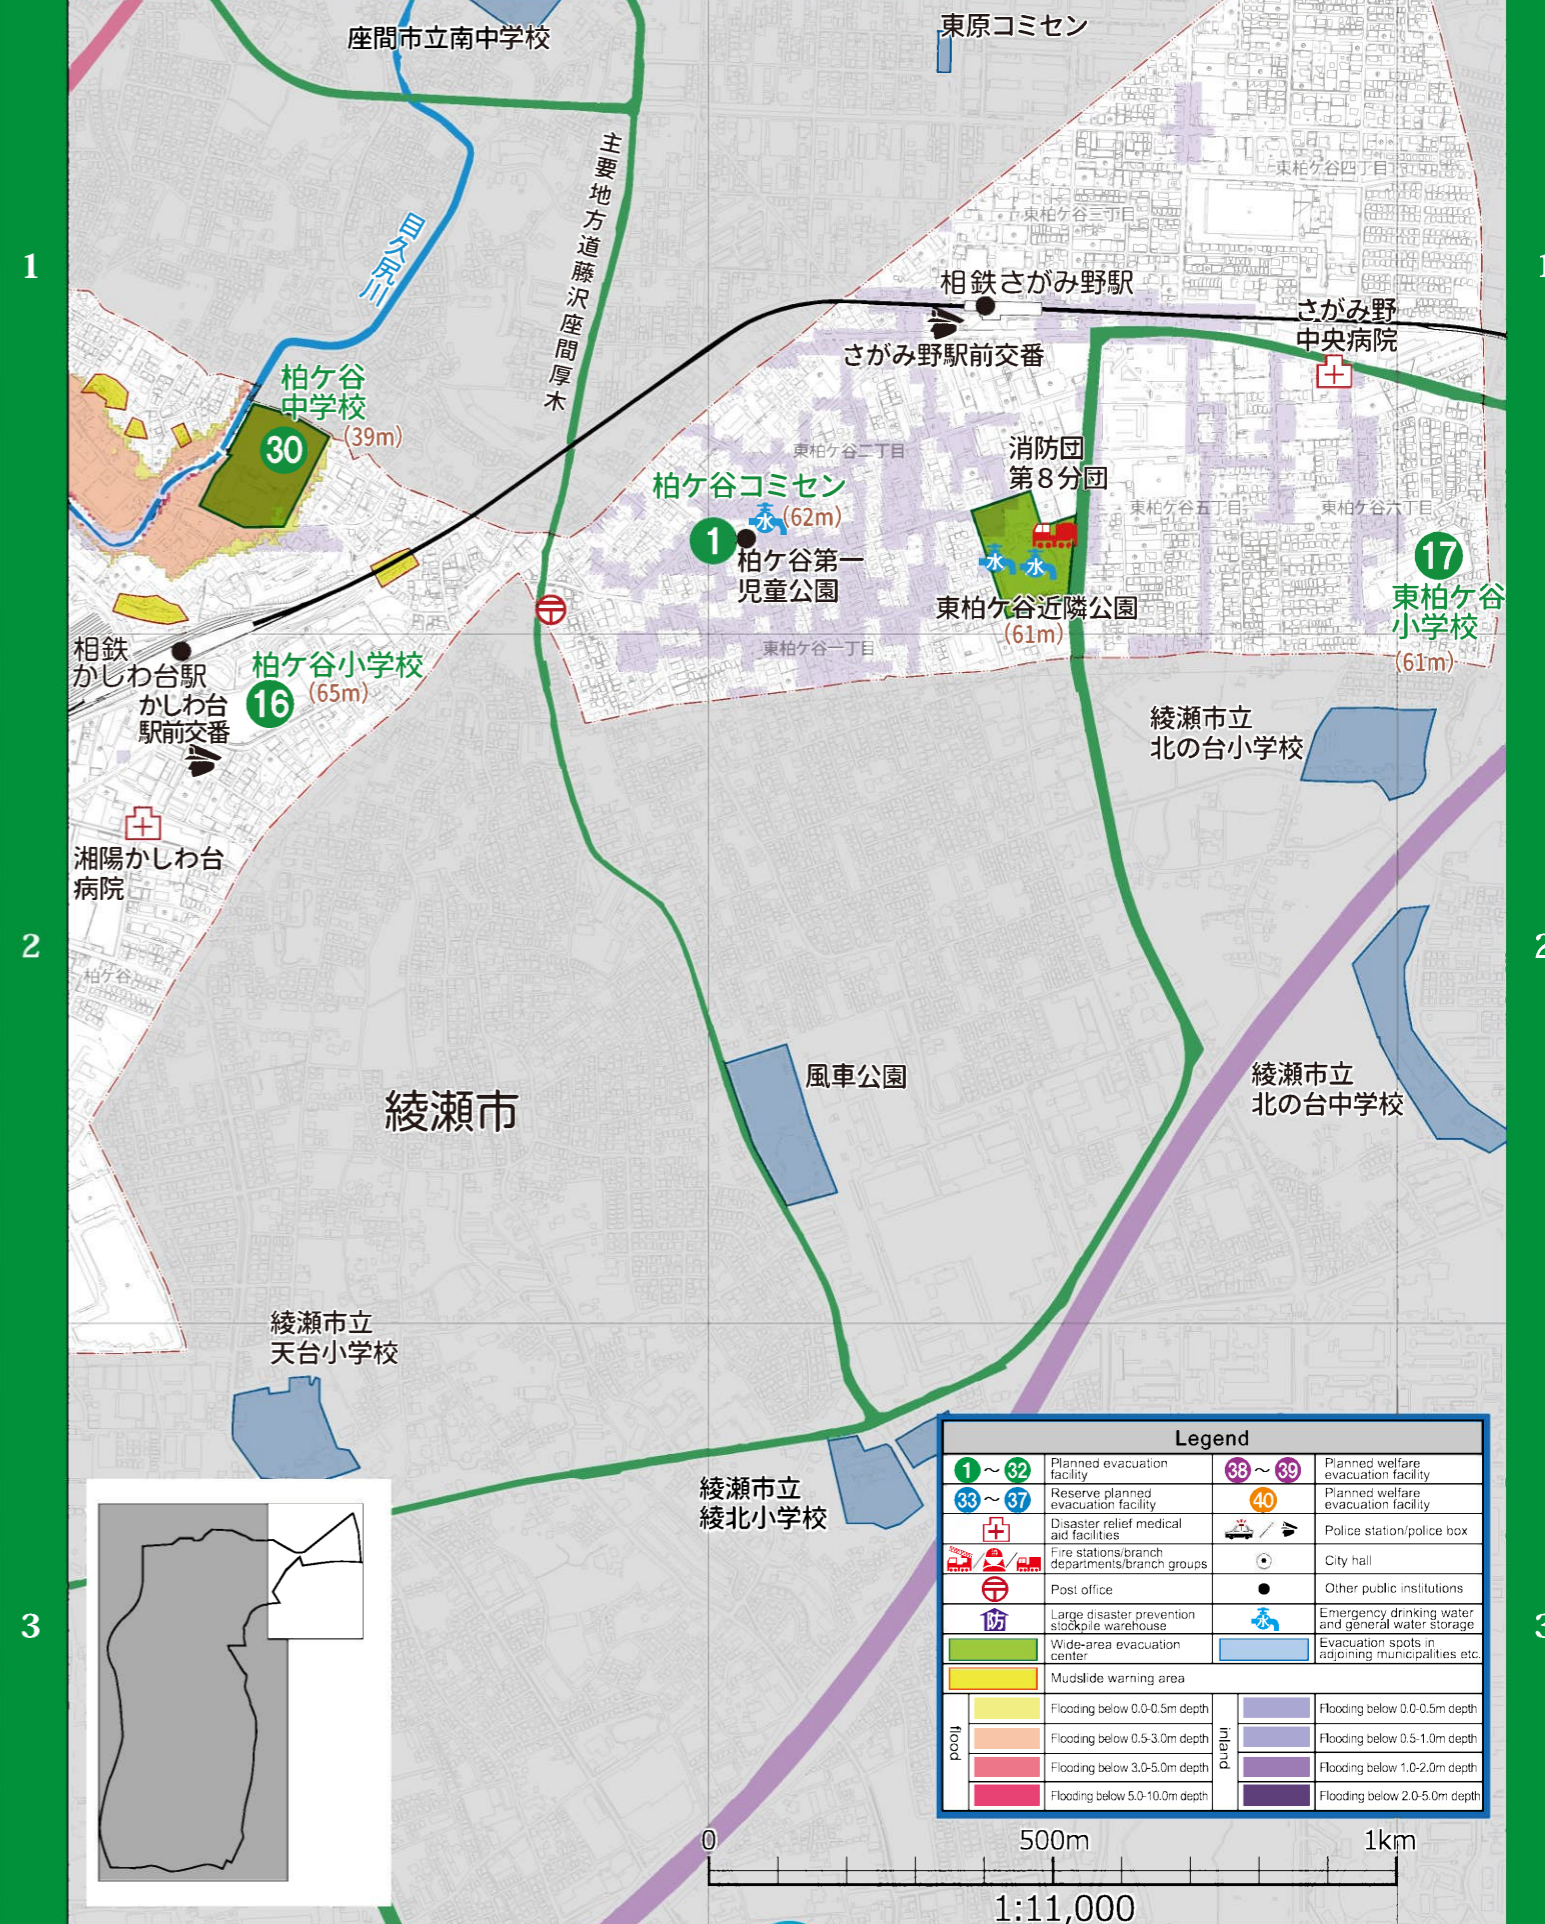 座間市立南中学校
東原コミセン
主要地方道藤沢座間厚木
目久尻川
東柏ケ谷四丁目
東柏ケ谷三丁目
1
1
相鉄さがみ野駅
さがみ野
中央病院
さがみ野駅前交番
柏ケ谷
中学校
30
(39m)
東柏ケ谷二丁目
消防団
第8分団
柏ケ谷コミセン
水
(62m)
1
柏ケ谷第一
児童公園
東柏ケ谷五丁目
東柏ケ谷六丁目
水
水
17
東柏ケ谷
小学校
(61m)
東柏ケ谷近隣公園
(61m)
東柏ケ谷一丁目
相鉄
かしわ台駅
柏ケ谷小学校
16
(65m)
かしわ台
駅前交番
綾瀬市立
北の台小学校
湘陽かしわ台
病院
2
2
柏ケ谷
風車公園
綾瀬市立
北の台中学校
綾瀬市
綾瀬市立
天台小学校
綾瀬市立
綾北小学校
3
3
Legend
1～32
Planned evacuation
facility
38～39
Planned welfare
evacuation facility
33～37
Reserve planned
evacuation facility
40
Planned welfare
evacuation facility
Disaster relief medical
aid facilities
Police station/police box
Fire stations/branch
departments/branch groups
City hall
Post office
Other public institutions
防
Large disaster prevention
stockpile warehouse
水
Emergency drinking water
and general water storage
Wide-area evacuation
center
Evacuation spots in
adjoining municipalities etc.
Mudslide warning area
flood
Flooding below 0.0-0.5m depth
Flooding below 0.5-3.0m depth
Flooding below 3.0-5.0m depth
Flooding below 5.0-10.0m depth
inland
Flooding below 0.0-0.5m depth
Flooding below 0.5-1.0m depth
Flooding below 1.0-2.0m depth
Flooding below 2.0-5.0m depth
0 500m 1km
1:11,000